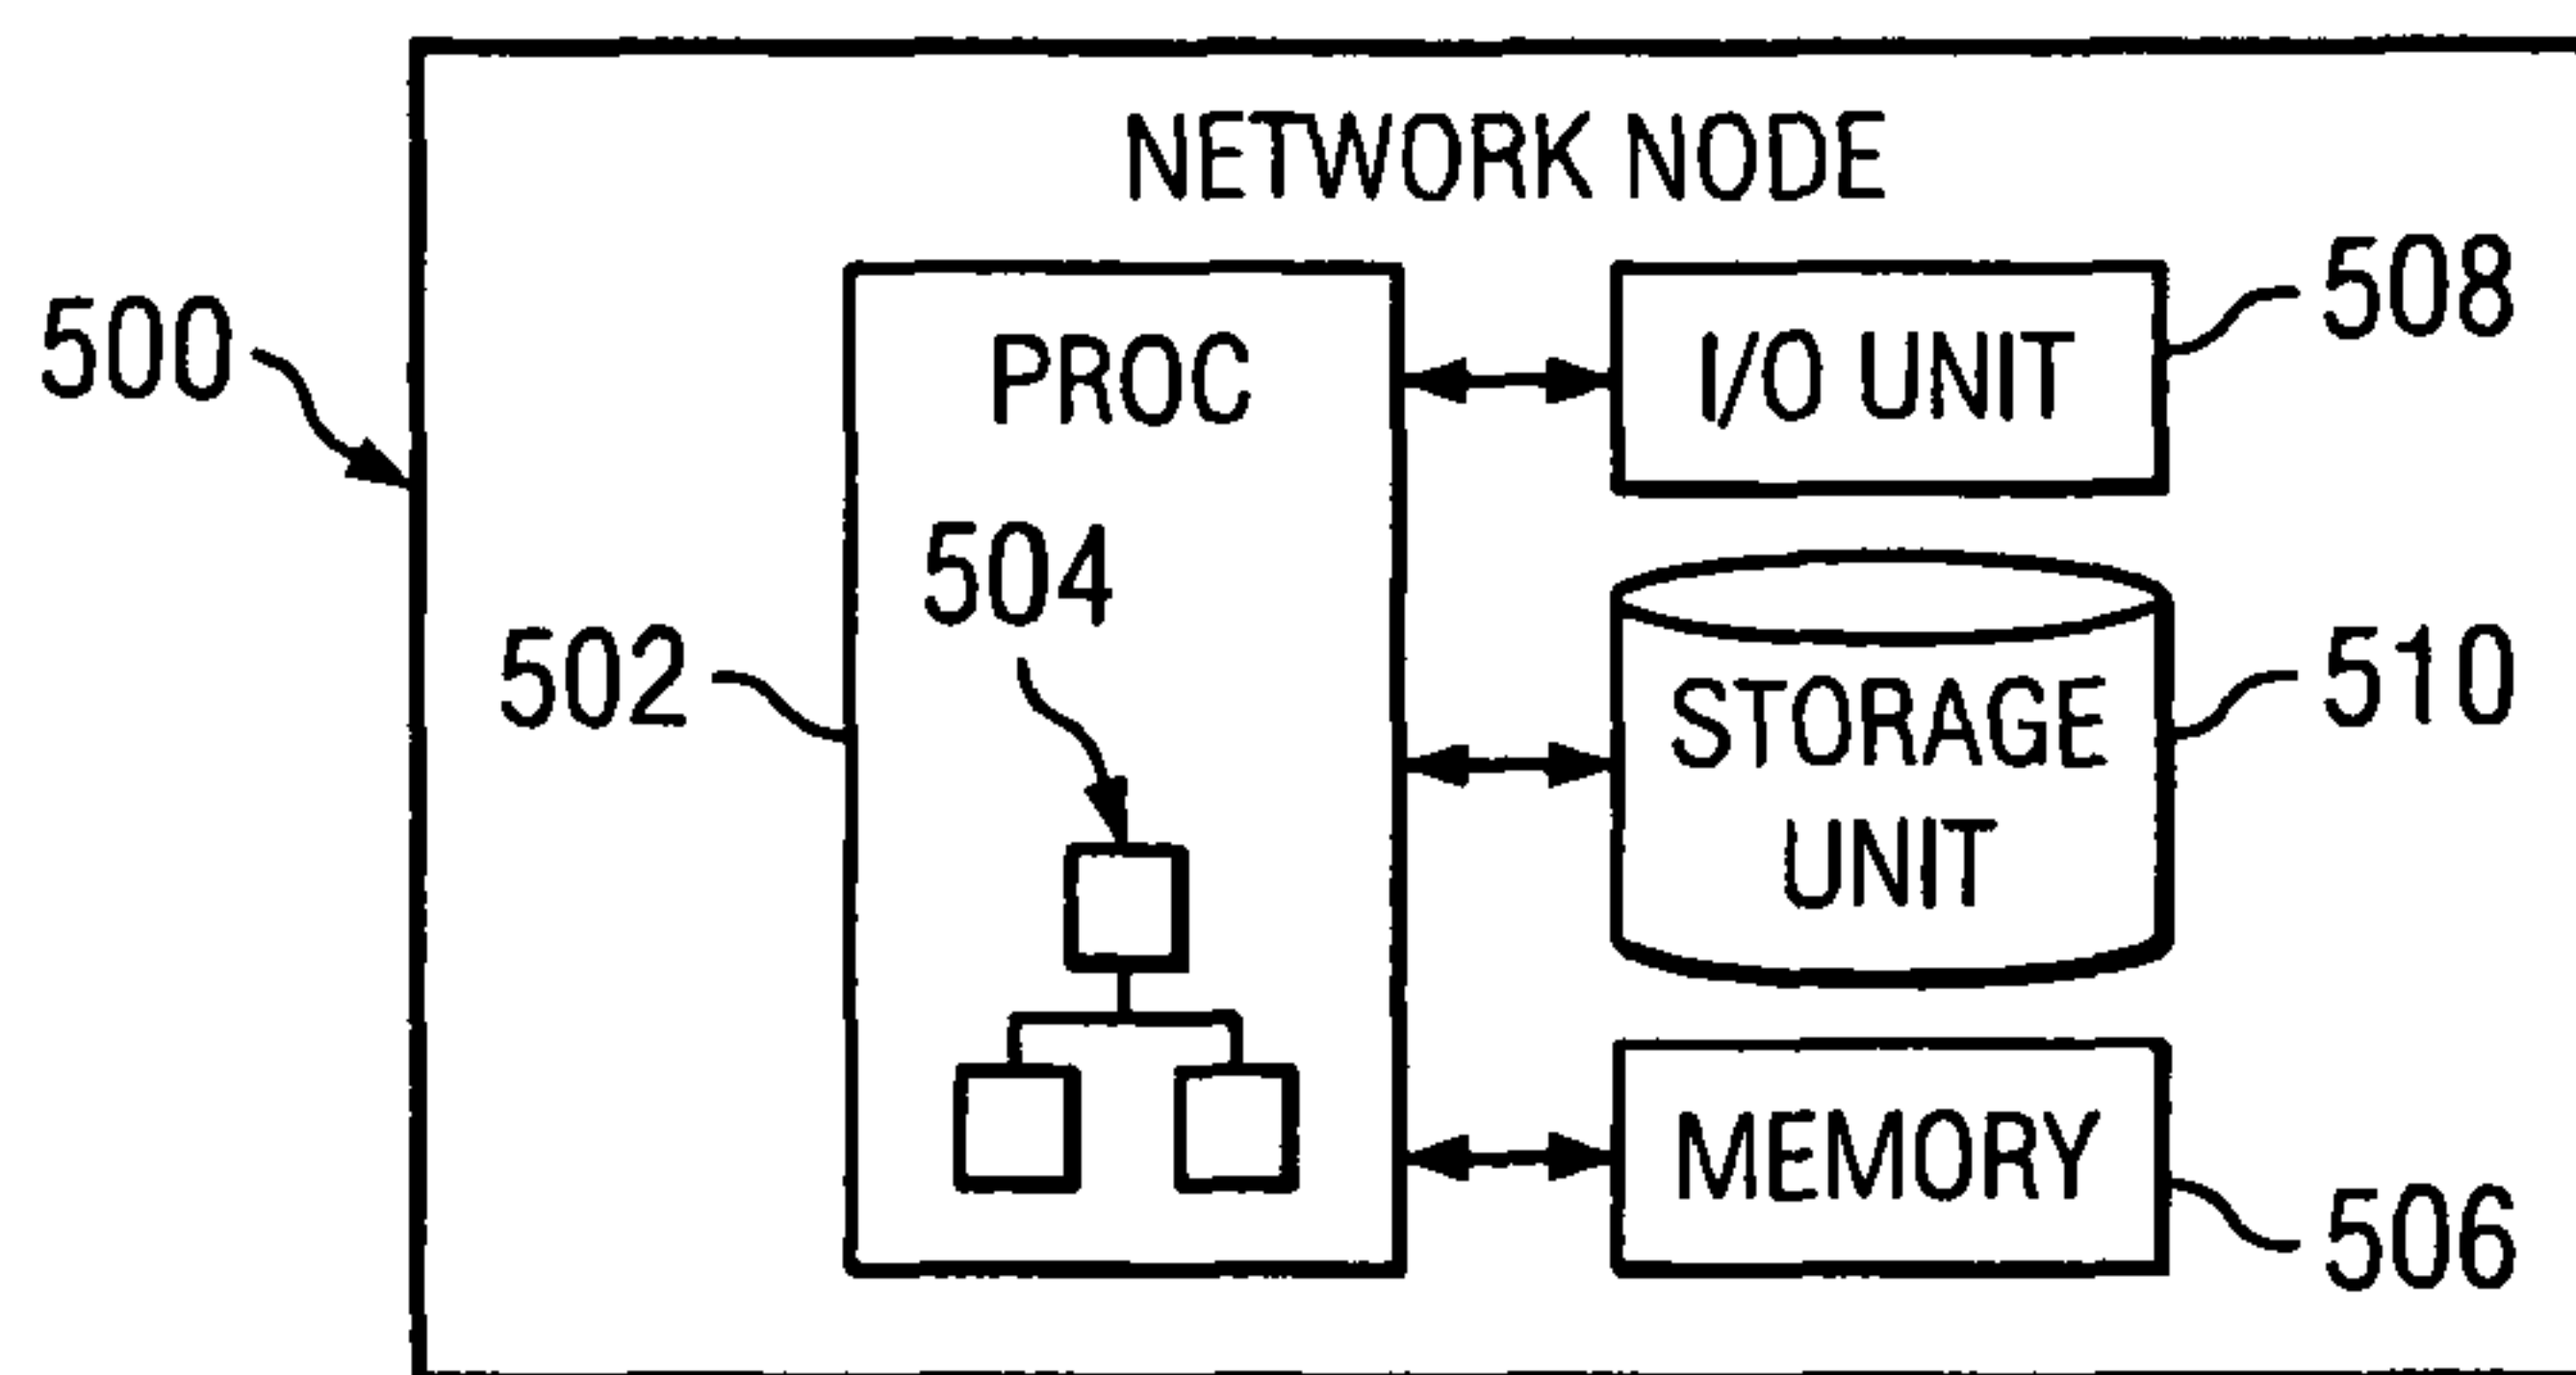 NETWORK NODE
500
PROC
I/O UNIT
508
504
502
STORAGE
UNIT
510
MEMORY
506